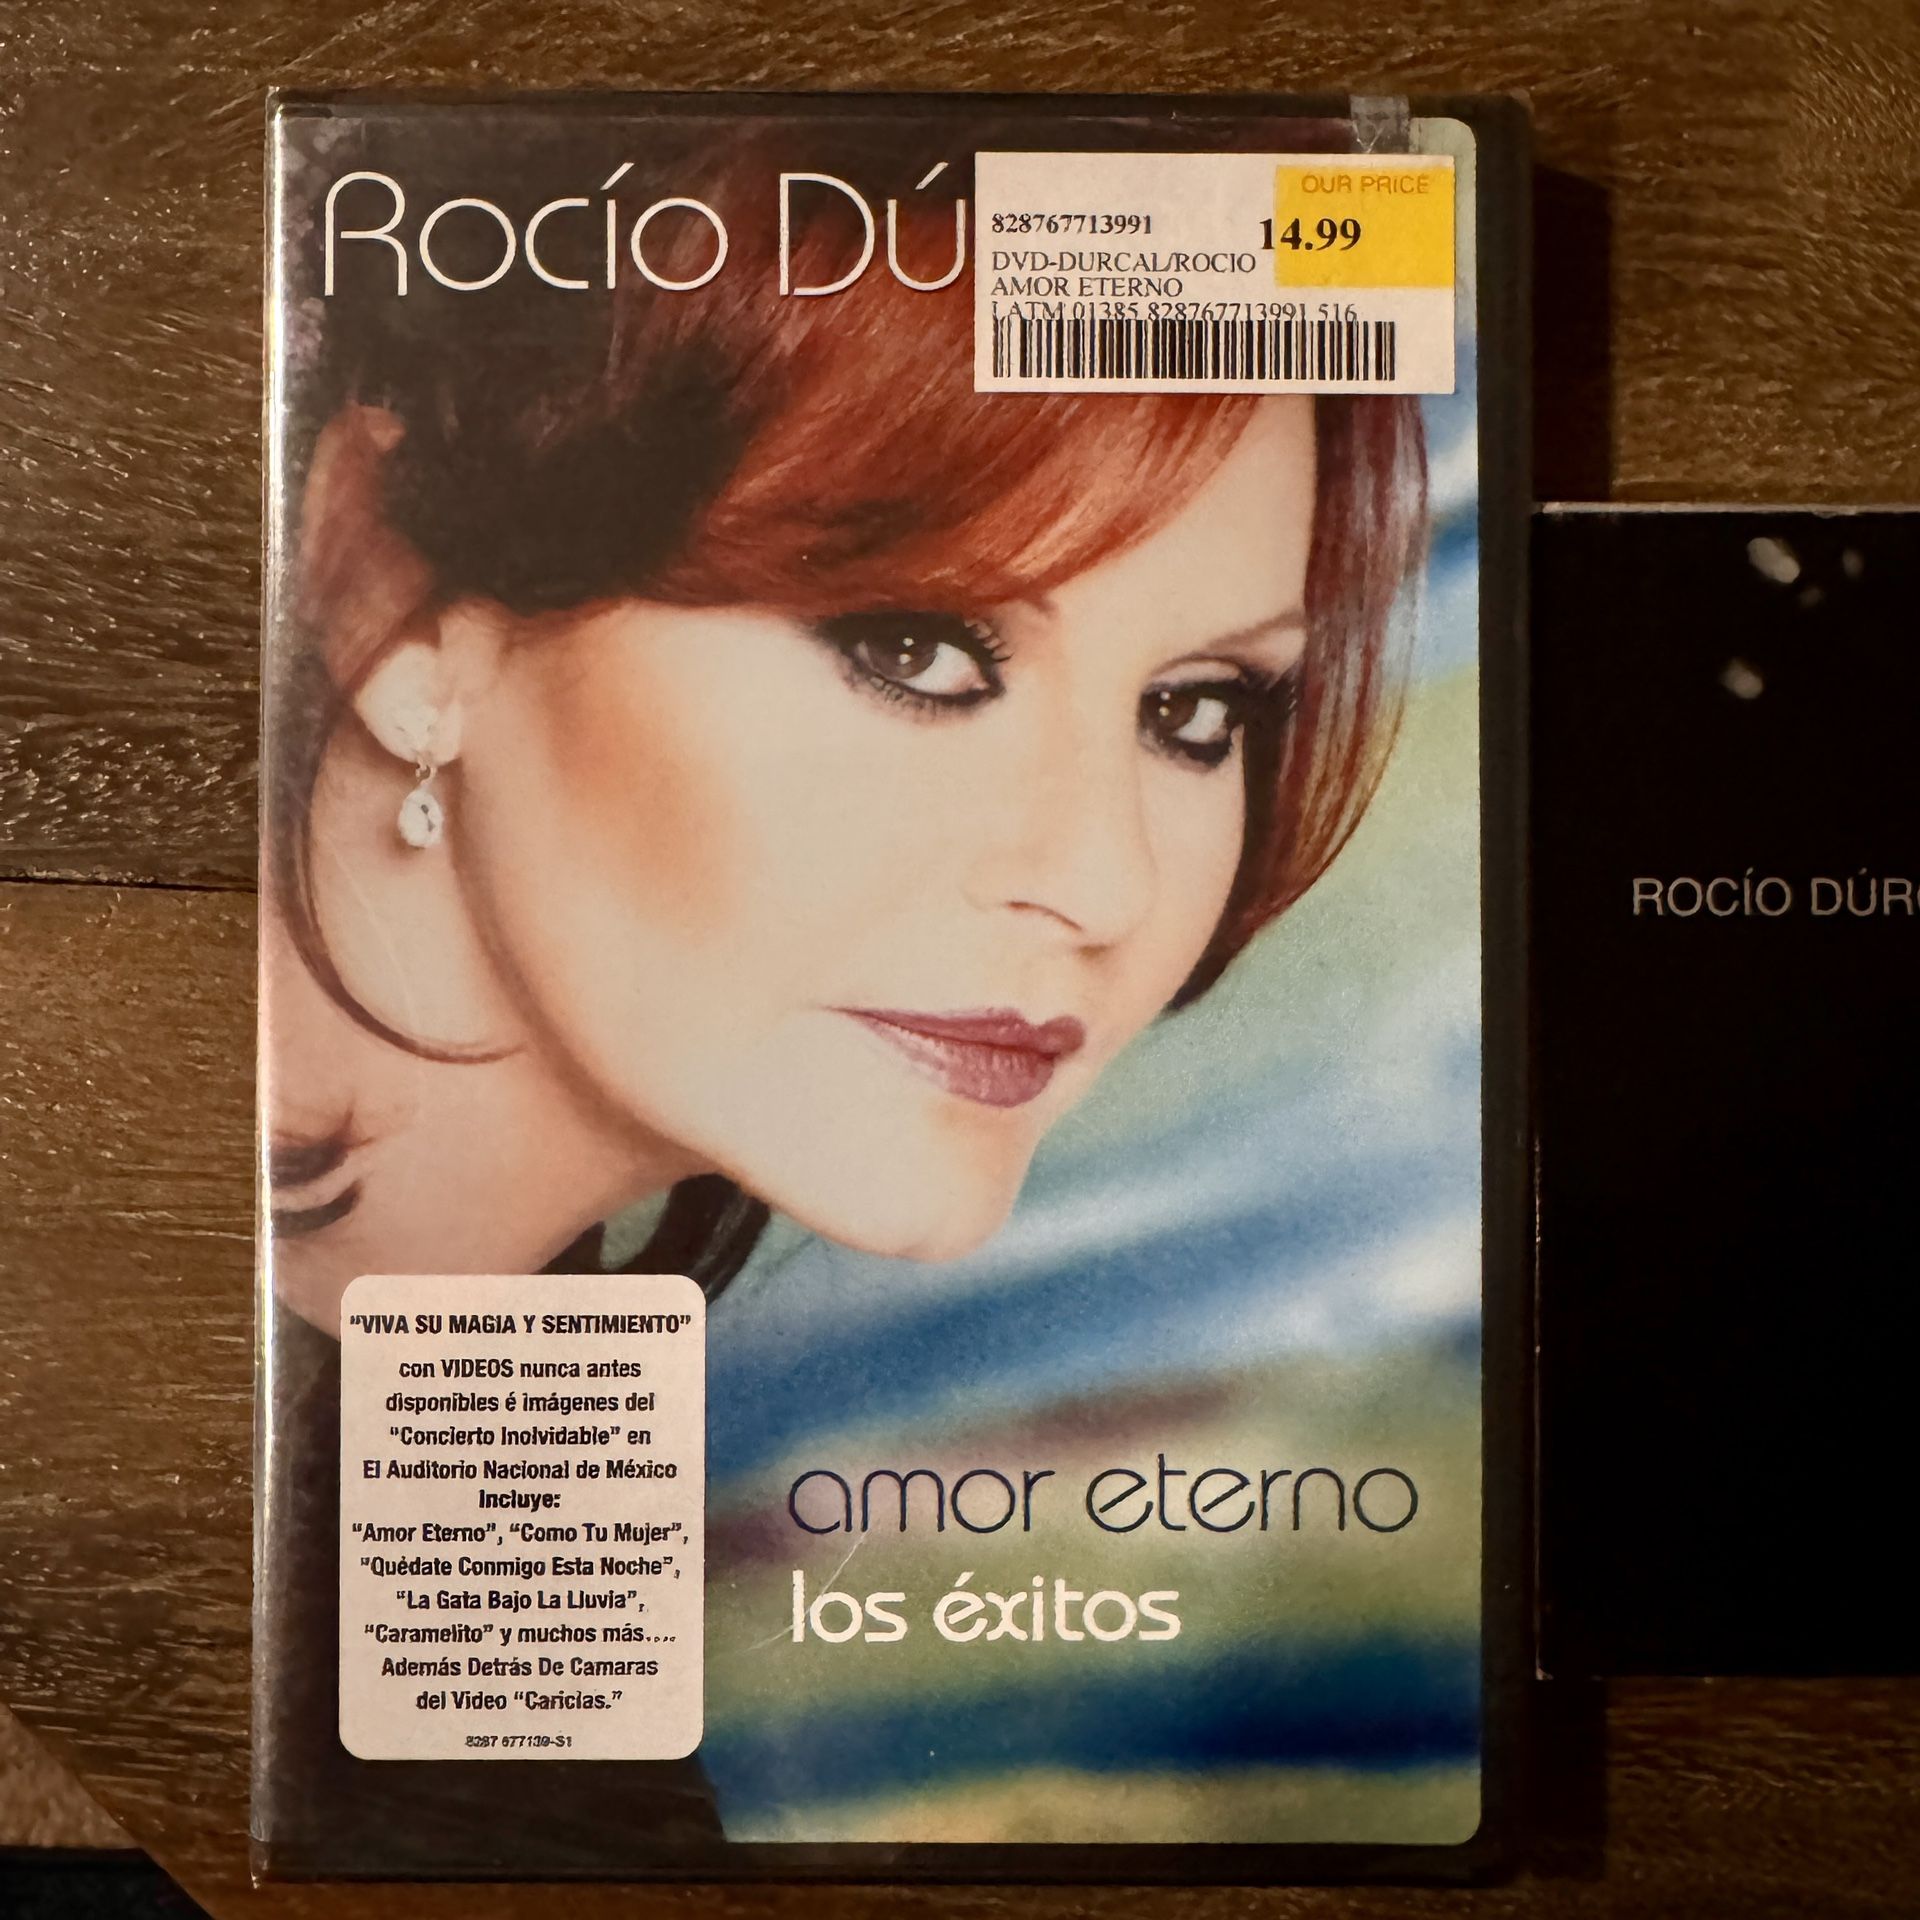 Rocío Dú
OUR PRICE
828767713991
14.99
DVD-DURCAL/ROCIO
AMOR ETERNO
LATM 01385 828767713991 516
ROCÍO DÚR
"VIVA SU MAGIA Y SENTIMIENTO"
con VIDEOS nunca antes
disponibles é imágenes del
"Concierto Inolvidable" en
El Auditorio Nacional de México
Incluye:
"Amor Eterno", "Como Tu Mujer",
"Quédate Conmigo Esta Noche",
"La Gata Bajo La Lluvia",
"Caramelito" y muchos más....
Además Detrás De Camaras
del Video "Caricias."
8287 677139-S1
amor eterno
los éxitos